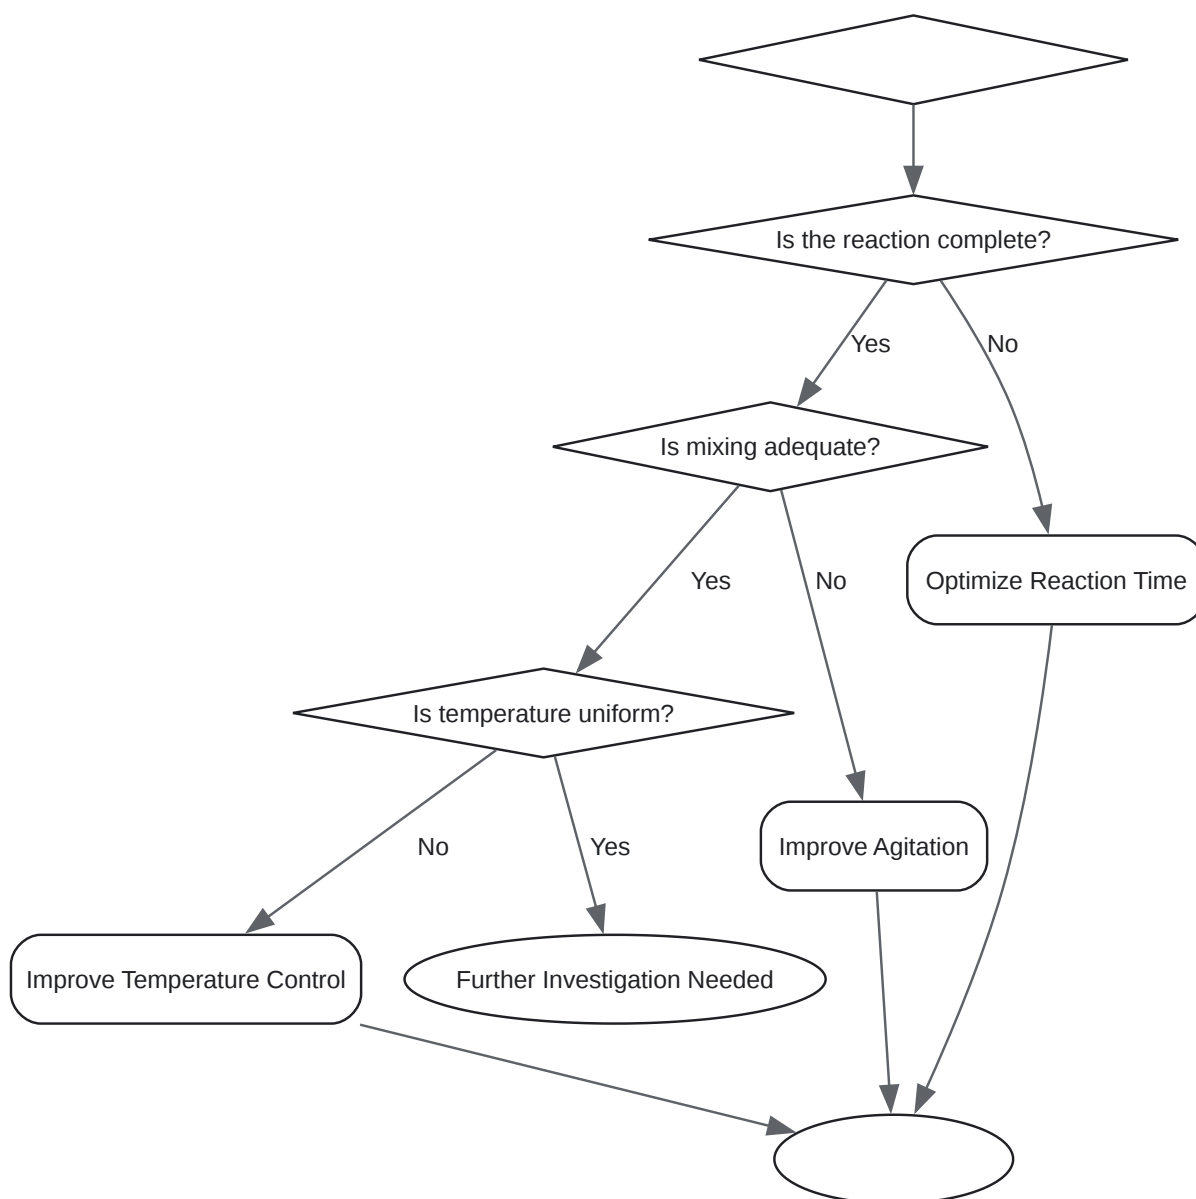 Is the reaction complete?
Yes
No
Is mixing adequate?
Yes
No
Optimize Reaction Time
Is temperature uniform?
No
Yes
Improve Agitation
Improve Temperature Control
Further Investigation Needed